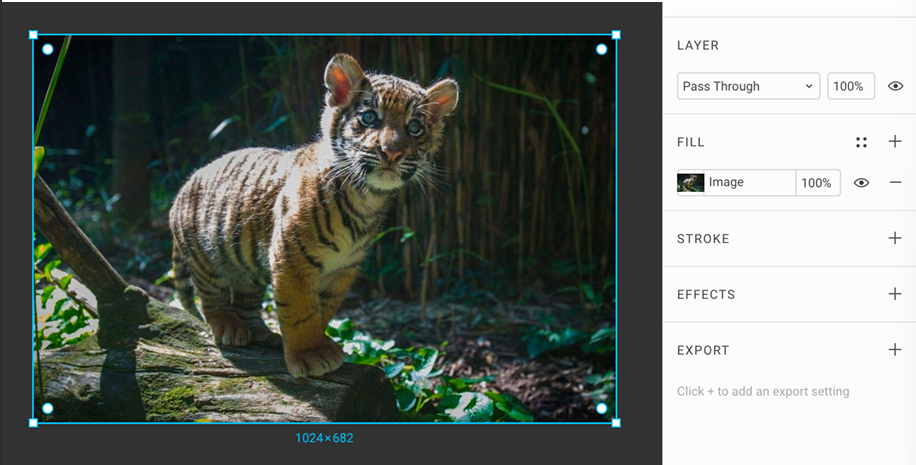 LAYER
Pass Through 100%
FILL
Image 100%
STROKE
EFFECTS
EXPORT
Click + to add an export setting
1024×682